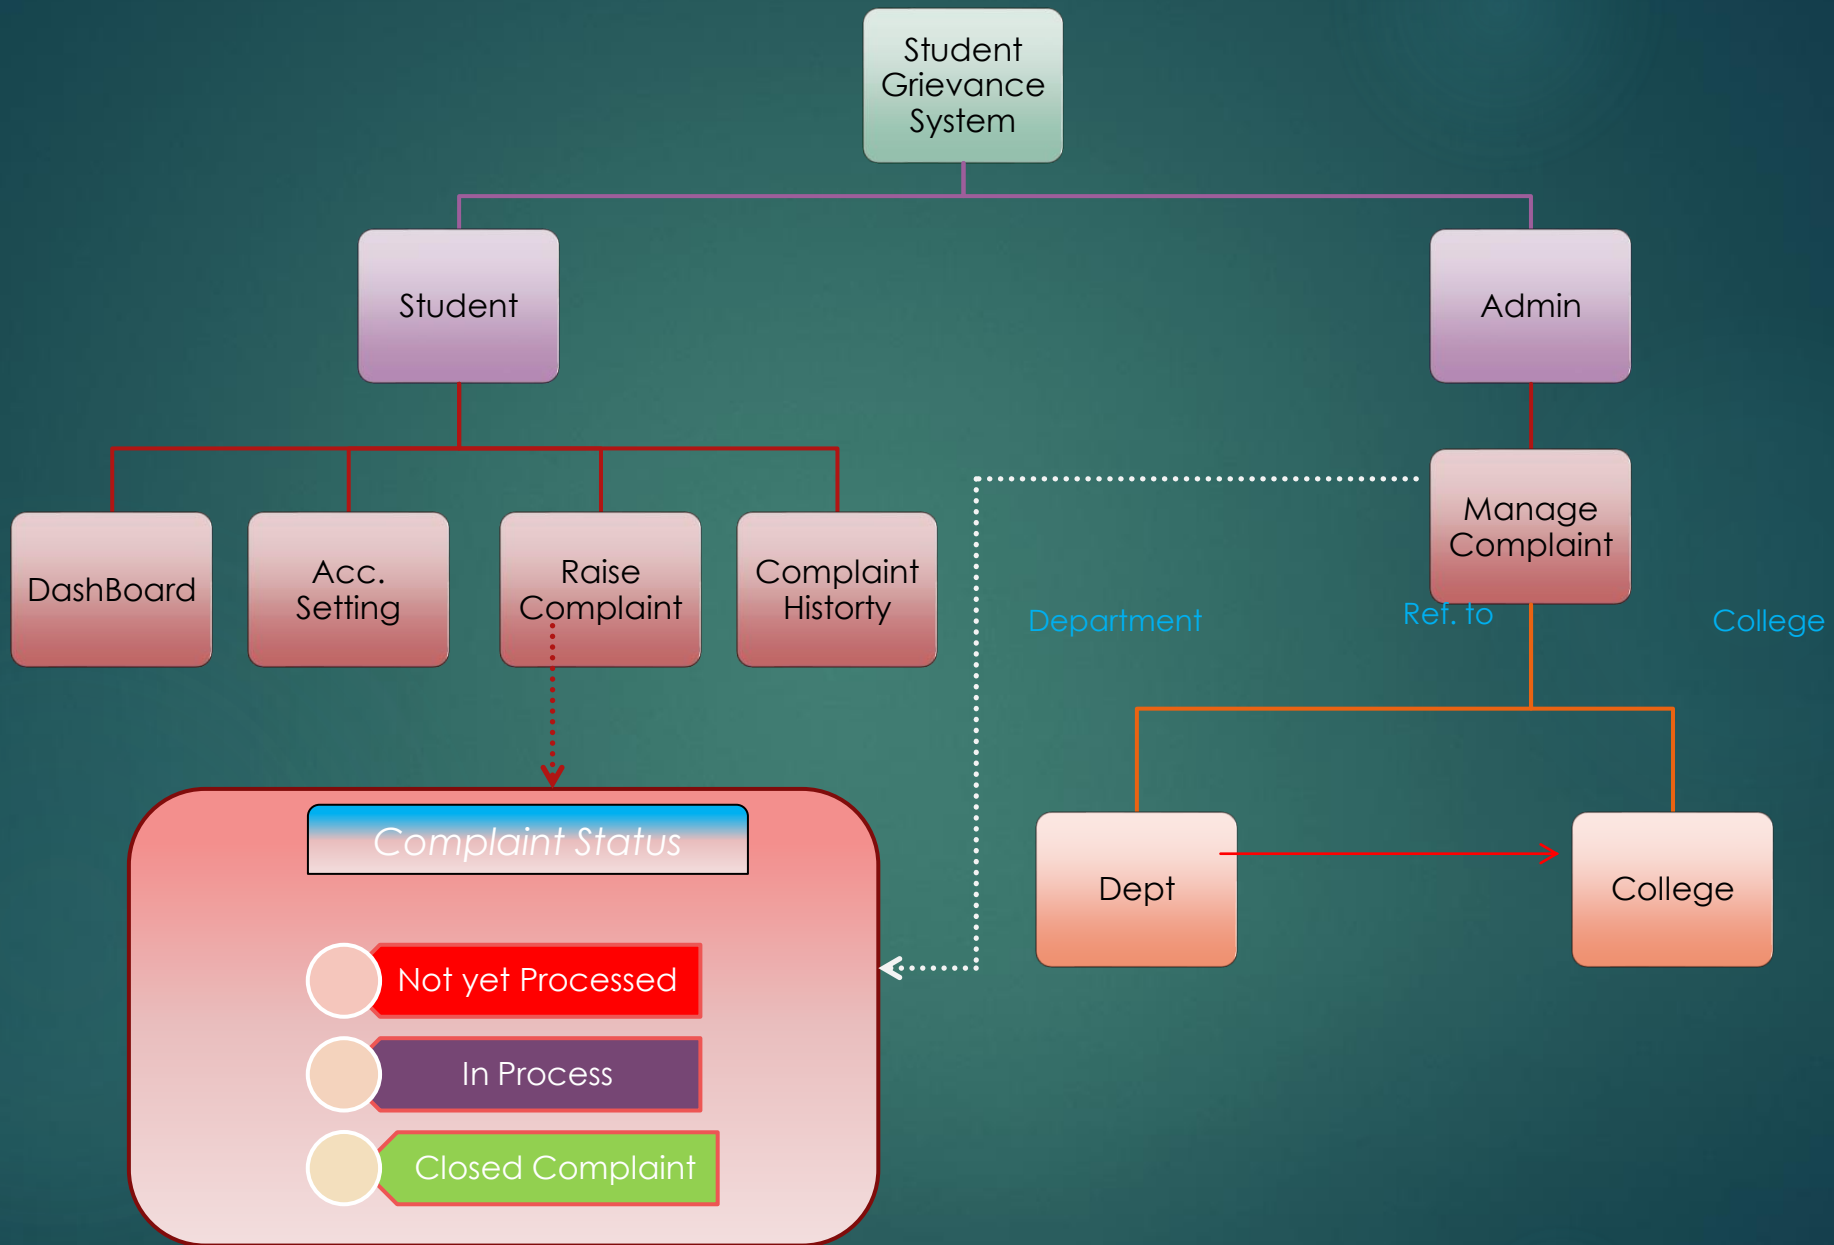 Student
Grievance
System
Student
Admin
DashBoard
Acc.
Setting
Raise
Complaint
Complaint
Historty
Manage
Complaint
Department
Ref. to
College
Dept
College
Complaint Status
Not yet Processed
In Process
Closed Complaint